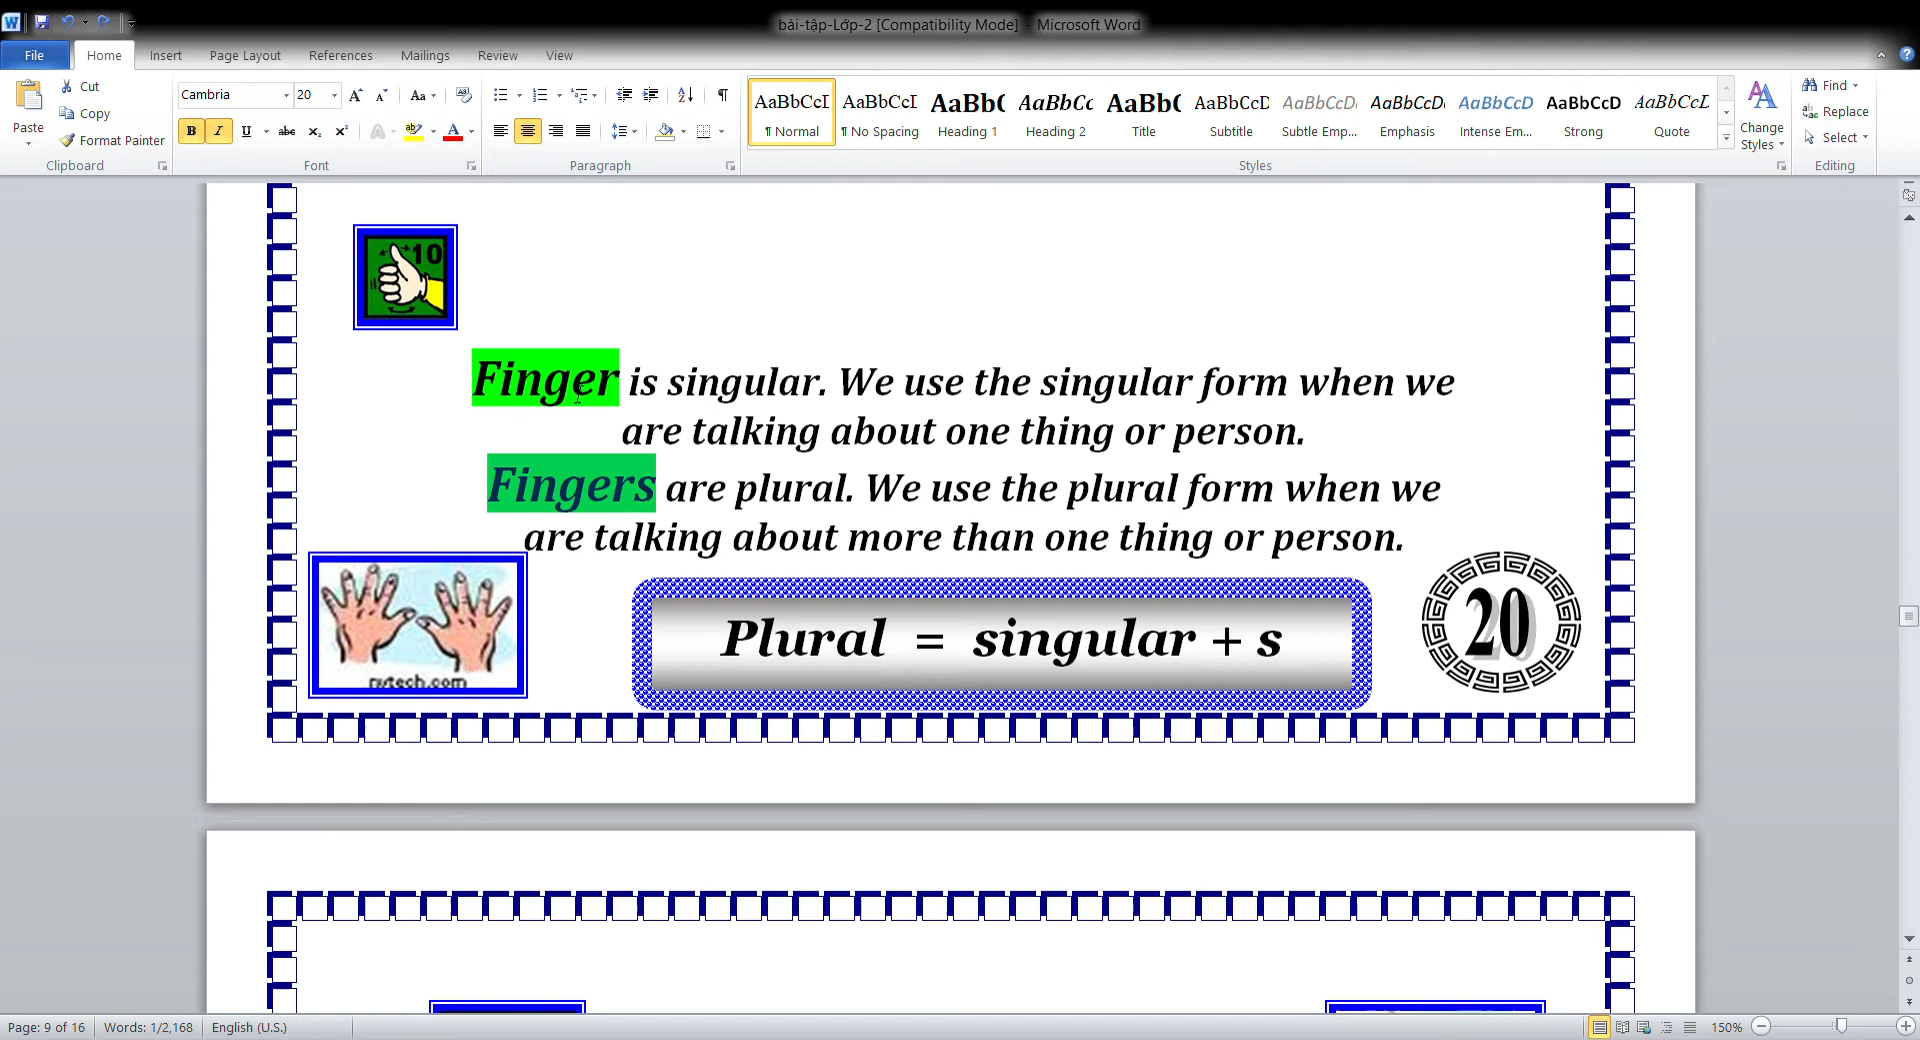 bài-tập-Lớp-2 [Compatibility Mode] - Microsoft Word
File Home Insert Page Layout References Mailings Review View
Paste
Cut
Copy
Format Painter
Clipboard
Cambria 20
Font
Paragraph
AaBbCcI AaBbCcI AaBb( AaBbCc AaBb( AaBbCcD AaBbCcD AaBbCcD AaBbCcD AaBbCcD AaBbCcD
¶ Normal ¶ No Spacing Heading 1 Heading 2 Title Subtitle Subtle Emp... Emphasis Intense Em... Strong Quote
Change
Styles
Styles
Find
Replace
Select
Editing
10
Finger is singular. We use the singular form when we
are talking about one thing or person.
Fingers are plural. We use the plural form when we
are talking about more than one thing or person.
Plural = singular + s
20
Page: 9 of 16 Words: 1/2,168 English (U.S.) 150%